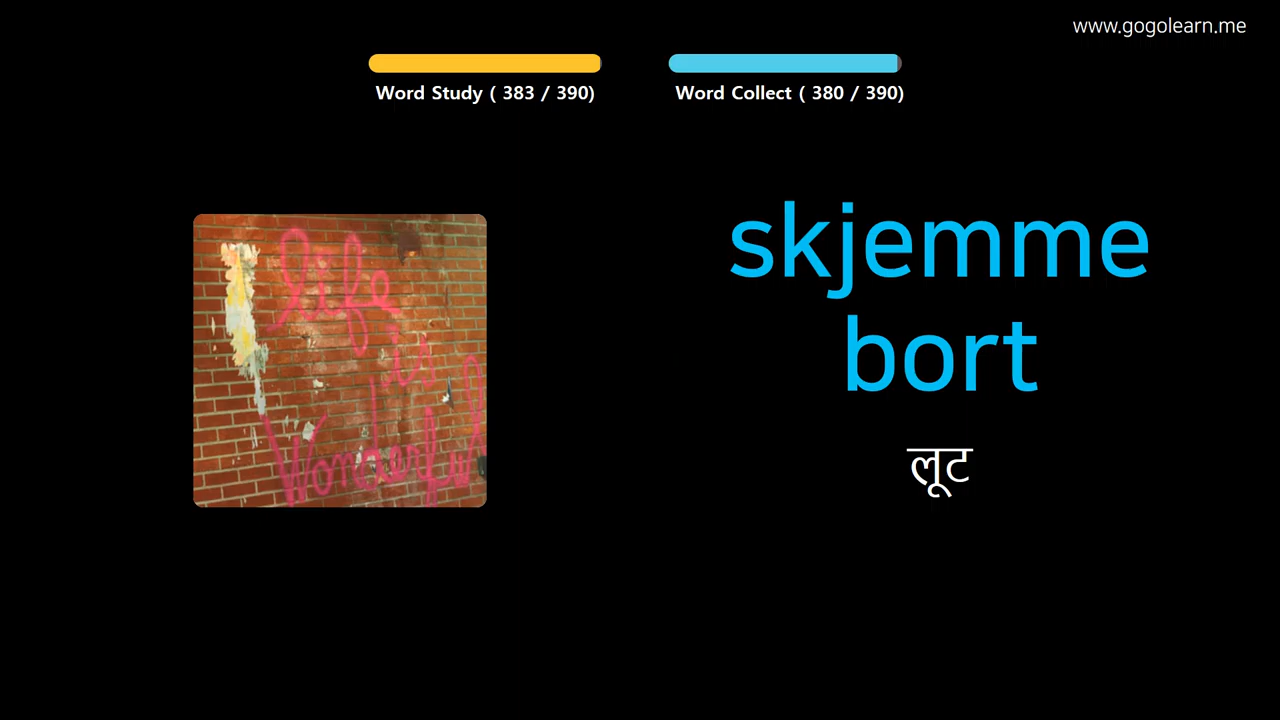 www.gogolearn.me
Word Study ( 383 / 390)
Word Collect ( 380 / 390)
life
is
Wonderful
skjemme
bort
लूट